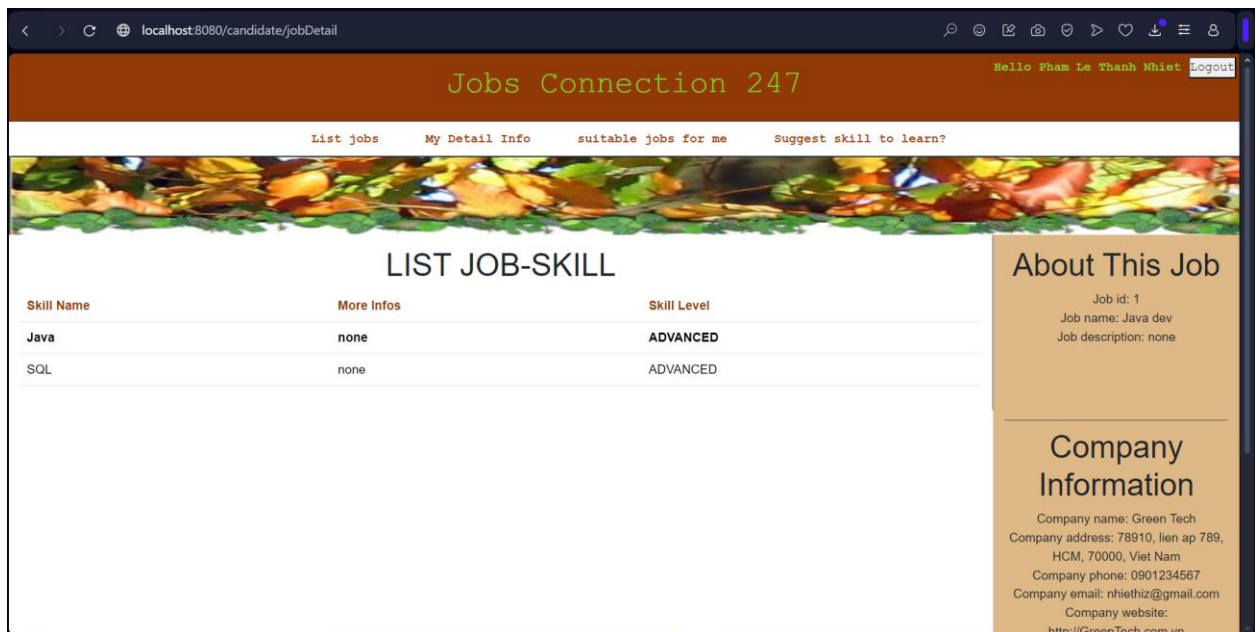 localhost:8080/candidate/jobDetail
Hello Pham Le Thanh Nhiet Logout
Jobs Connection 247
List jobs My Detail Info suitable jobs for me Suggest skill to learn?
LIST JOB-SKILL
Skill Name More Infos Skill Level
Java none ADVANCED
SQL none ADVANCED
About This Job
Job id: 1
Job name: Java dev
Job description: none
Company
Information
Company name: Green Tech
Company address: 78910, lien ap 789,
HCM, 70000, Viet Nam
Company phone: 0901234567
Company email: nhiethiz@gmail.com
Company website:
http://GreenTech.com.vn